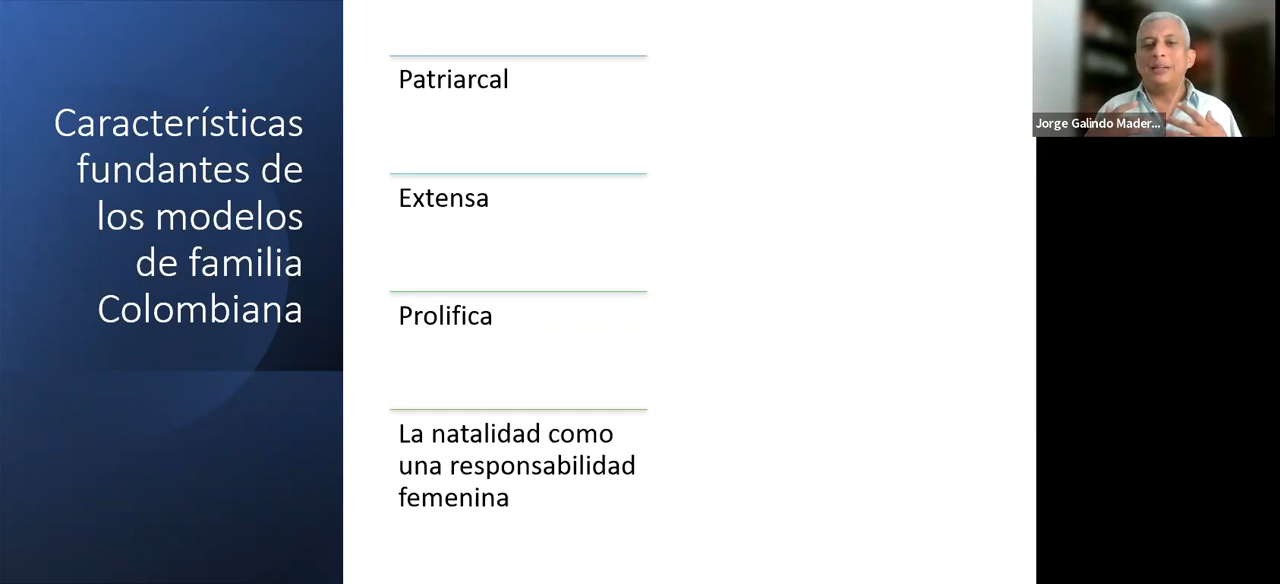 Características
fundantes de
los modelos
de familia
Colombiana
Patriarcal
Extensa
Prolifica
La natalidad como
una responsabilidad
femenina
Jorge Galindo Mader...